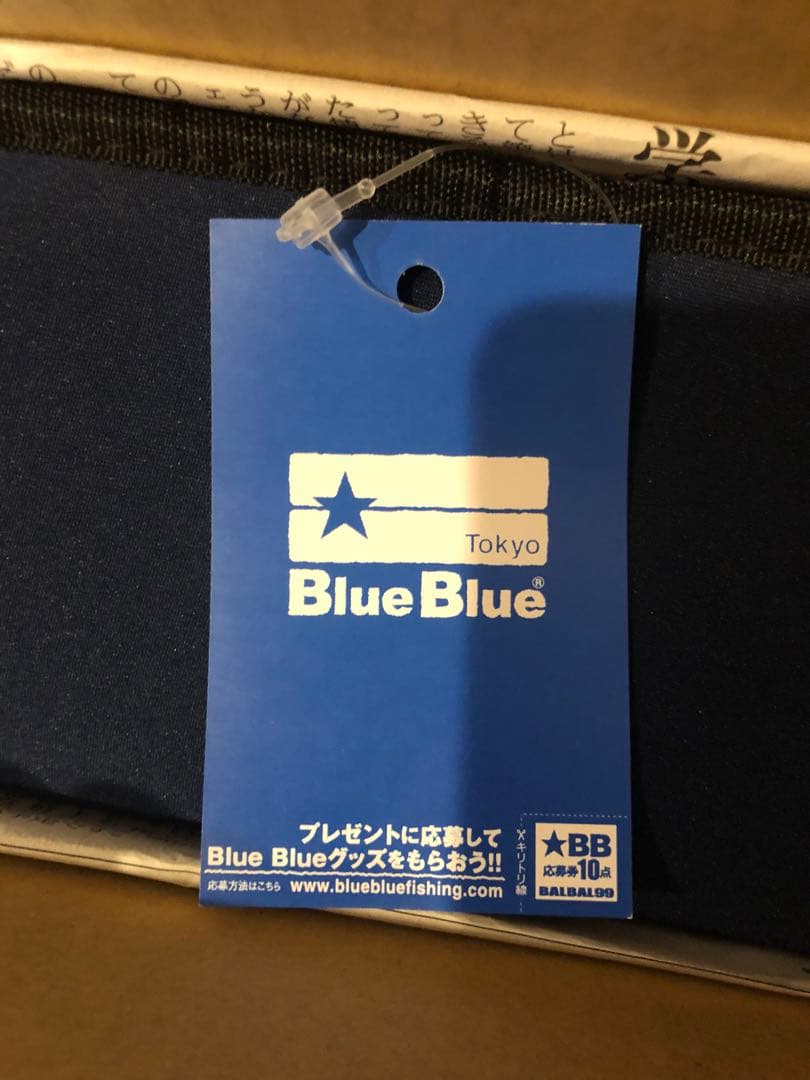 学
Tokyo
Blue Blue®
プレゼントに応募して
Blue Blueグッズをもらおう!!
応募方法はこちら www.bluebluefishing.com
キリトリ線
★BB
応募券10点
BALBAL99